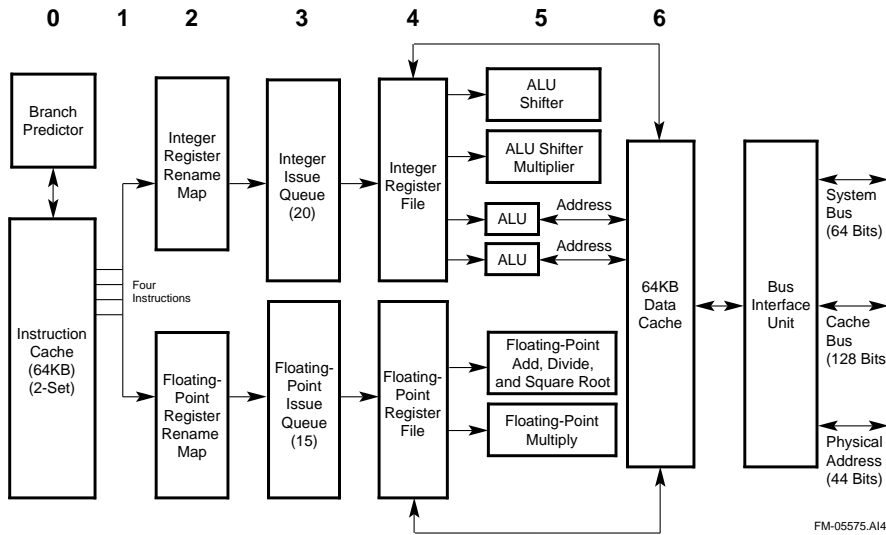 0 1 2 3 4 5 6
Branch
Predictor
Instruction
Cache
(64KB)
(2-Set)
Four
Instructions
Integer
Register
Rename
Map
Floating-
Point
Register
Rename
Map
Integer
Issue
Queue
(20)
Floating-
Point
Issue
Queue
(15)
Integer
Register
File
Floating-
Point
Register
File
ALU
Shifter
ALU Shifter
Multiplier
ALU
Address
ALU
Address
Floating-Point
Add, Divide,
and Square Root
Floating-Point
Multiply
64KB
Data
Cache
Bus
Interface
Unit
System
Bus
(64 Bits)
Cache
Bus
(128 Bits)
Physical
Address
(44 Bits)
FM-05575.AI4